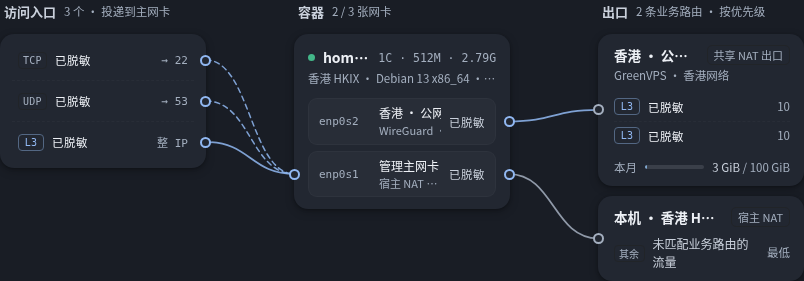 访问入口 3 个 · 投递到主网卡
TCP 已脱敏 → 22
UDP 已脱敏 → 53
L3 已脱敏 整 IP
容器 2 / 3 张网卡
hom··· 1C · 512M · 2.79G
香港 HKIX · Debian 13 x86_64 · ···
enp0s2 香港 · 公网 已脱敏
WireGuard ·
enp0s1 管理主网卡 已脱敏
宿主 NAT ···
出口 2 条业务路由 · 按优先级
香港 · 公··· 共享 NAT 出口
GreenVPS · 香港网络
L3 已脱敏 10
L3 已脱敏 10
本月 3 GiB / 100 GiB
本机 · 香港 H··· 宿主 NAT
其余 未匹配业务路由的 最低
流量